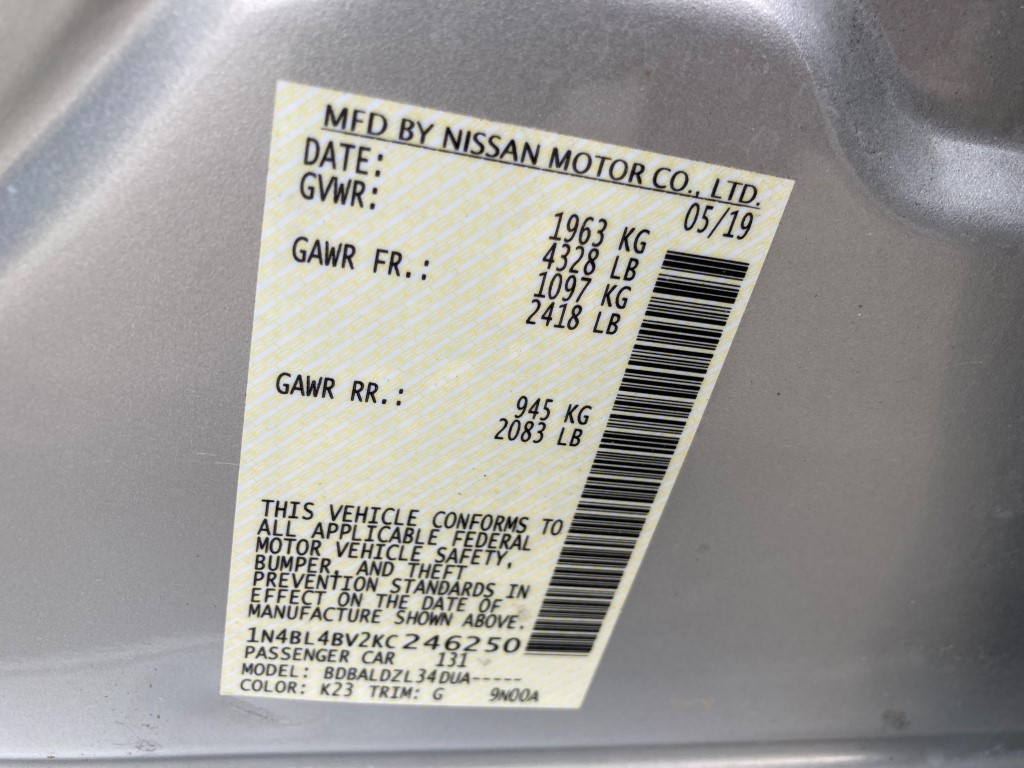 MFD BY NISSAN MOTOR CO., LTD.
DATE: 05/19
GVWR: 1963 KG
4328 LB
GAWR FR.: 1097 KG
2418 LB
GAWR RR.: 945 KG
2083 LB
THIS VEHICLE CONFORMS TO
ALL APPLICABLE FEDERAL
MOTOR VEHICLE SAFETY,
BUMPER, AND THEFT
PREVENTION STANDARDS IN
EFFECT ON THE DATE OF
MANUFACTURE SHOWN ABOVE.
1N4BL4BV2KC246250
PASSENGER CAR 131
MODEL: BDBALDZL34DUA-----
COLOR: K23 TRIM: G 9N00A